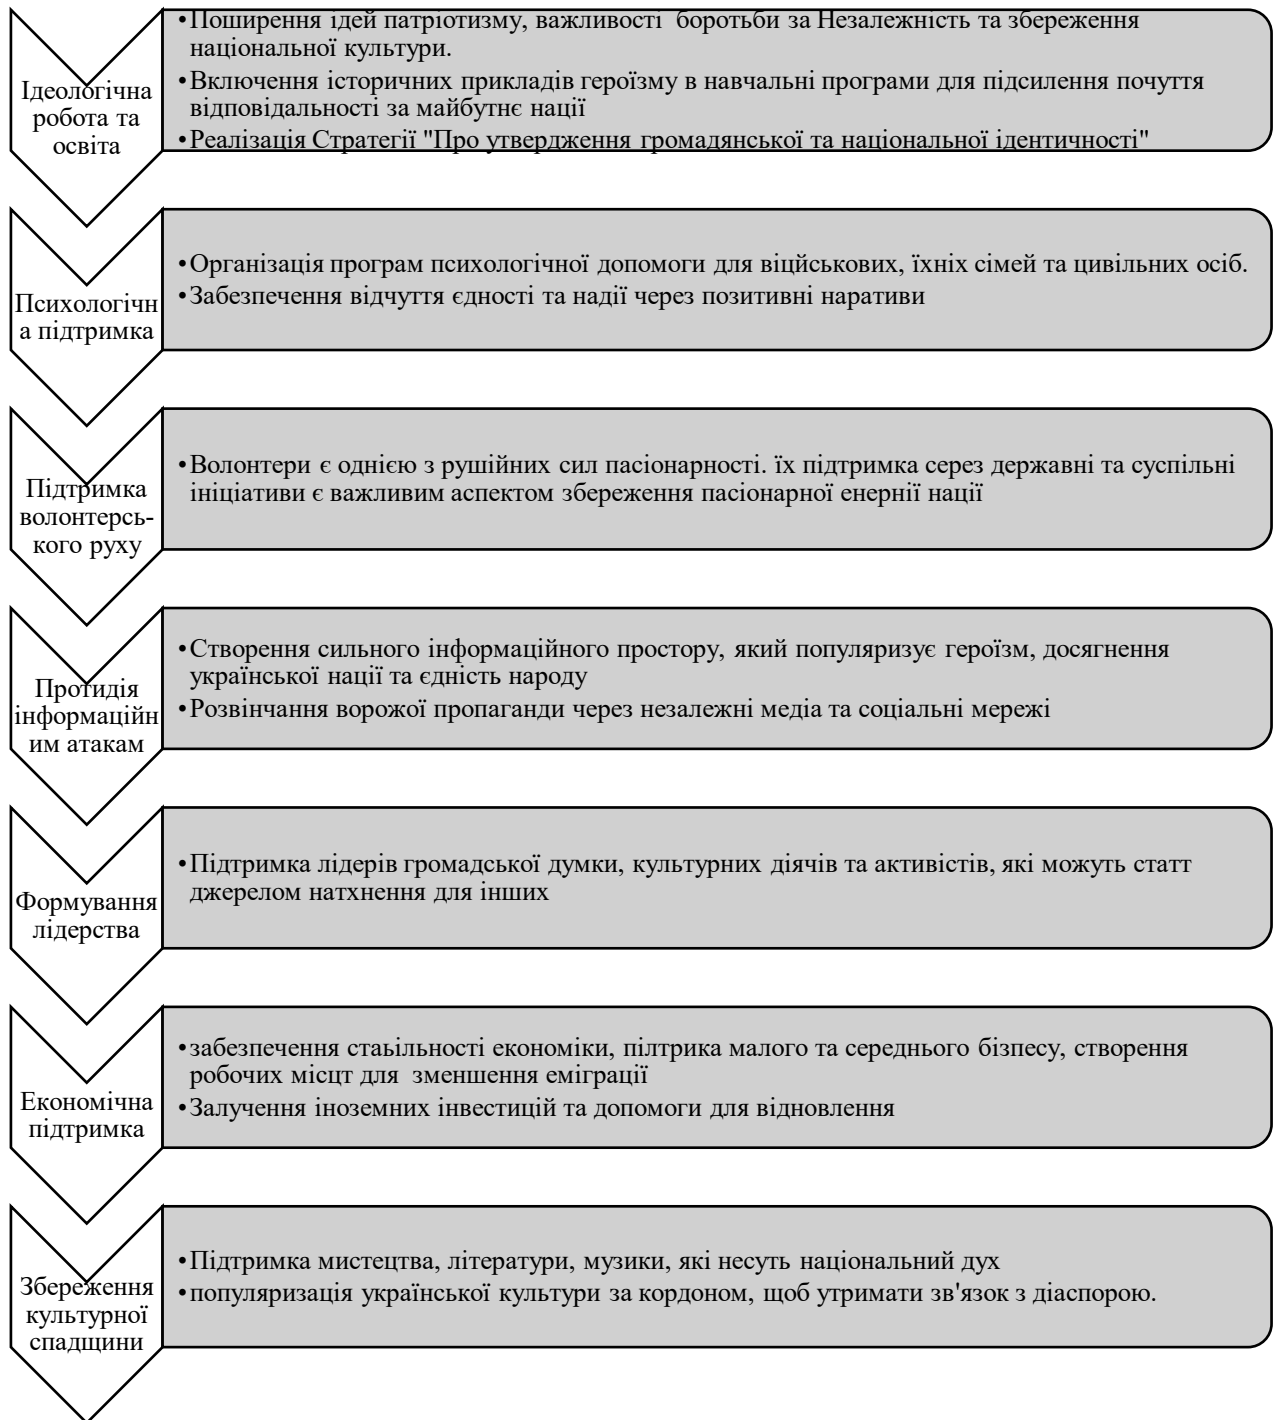 Ідеологічна
робота та
освіта
•Поширення ідей патріотизму, важливості  боротьби за Незалежність та збереження
національної культури.
•Включення історичних прикладів героїзму в навчальні програми для підсилення почуття
відповідальності за майбутнє нації
•Реалізація Стратегії "Про утвердження громадянської та національної ідентичності"
Психологічн
а підтримка
•Організація програм психологічної допомоги для віцйськових, їхніх сімей та цивільних осіб.
•Забезпечення відчуття єдності та надії через позитивні наративи
Підтримка
волонтерсь-
кого руху
•Волонтери є однією з рушійних сил пасіонарності. їх підтримка серез державні та суспільні
ініціативи є важливим аспектом збереження пасіонарної енернії нації
Протидія
інформаційн
им атакам
•Створення сильного інформаційного простору, який популяризує героїзм, досягнення
української нації та єдність народу
•Розвінчання ворожої пропаганди через незалежні медіа та соціальні мережі
Формування
лідерства
•Підтримка лідерів громадської думки, культурних діячів та активістів, які можуть статт
джерелом натхнення для інших
Економічна
підтримка
•забезпечення стаьільності економіки, пілтрика малого та середнього бізпесу, створення
робочих місцт для  зменшення еміграції
•Залучення іноземних інвестицій та допомоги для відновлення
Збереження
культурної
спадщини
•Підтримка мистецтва, літератури, музики, які несуть національний дух
•популяризація української культури за кордоном, щоб утримати зв'язок з діаспорою.